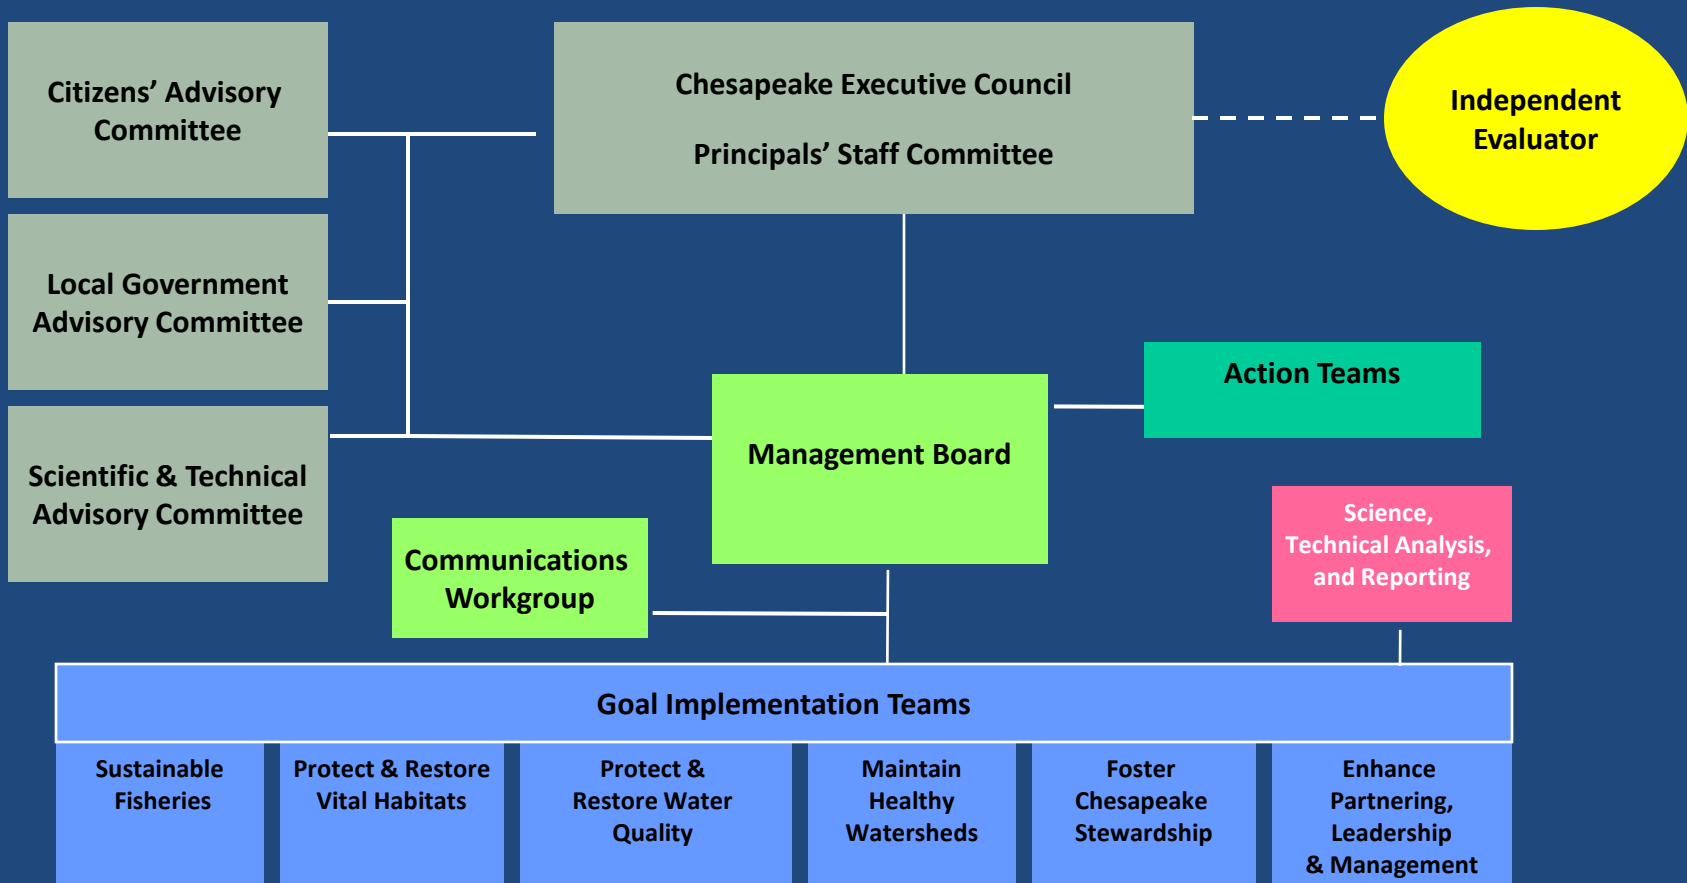 Citizens’ Advisory
Committee
Chesapeake Executive Council
Principals’ Staff Committee
Independent
Evaluator
Local Government
Advisory Committee
Action Teams
Management Board
Scientific & Technical
Advisory Committee
Science,
Technical Analysis,
and Reporting
Communications
Workgroup
Goal Implementation Teams
Sustainable
Fisheries
Protect & Restore
Vital Habitats
Protect &
Restore Water
Quality
Maintain
Healthy
Watersheds
Foster
Chesapeake
Stewardship
Enhance
Partnering,
Leadership
& Management